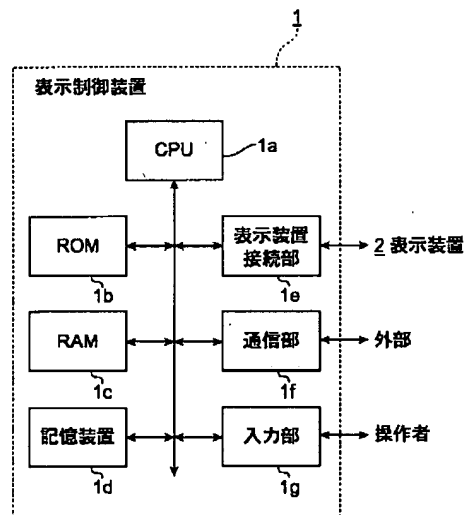 1
表示制御装置
CPU
1a
ROM
1b
表示装置
接続部
1e
2 表示装置
RAM
1c
通信部
1f
外部
記憶装置
1d
入力部
1g
操作者